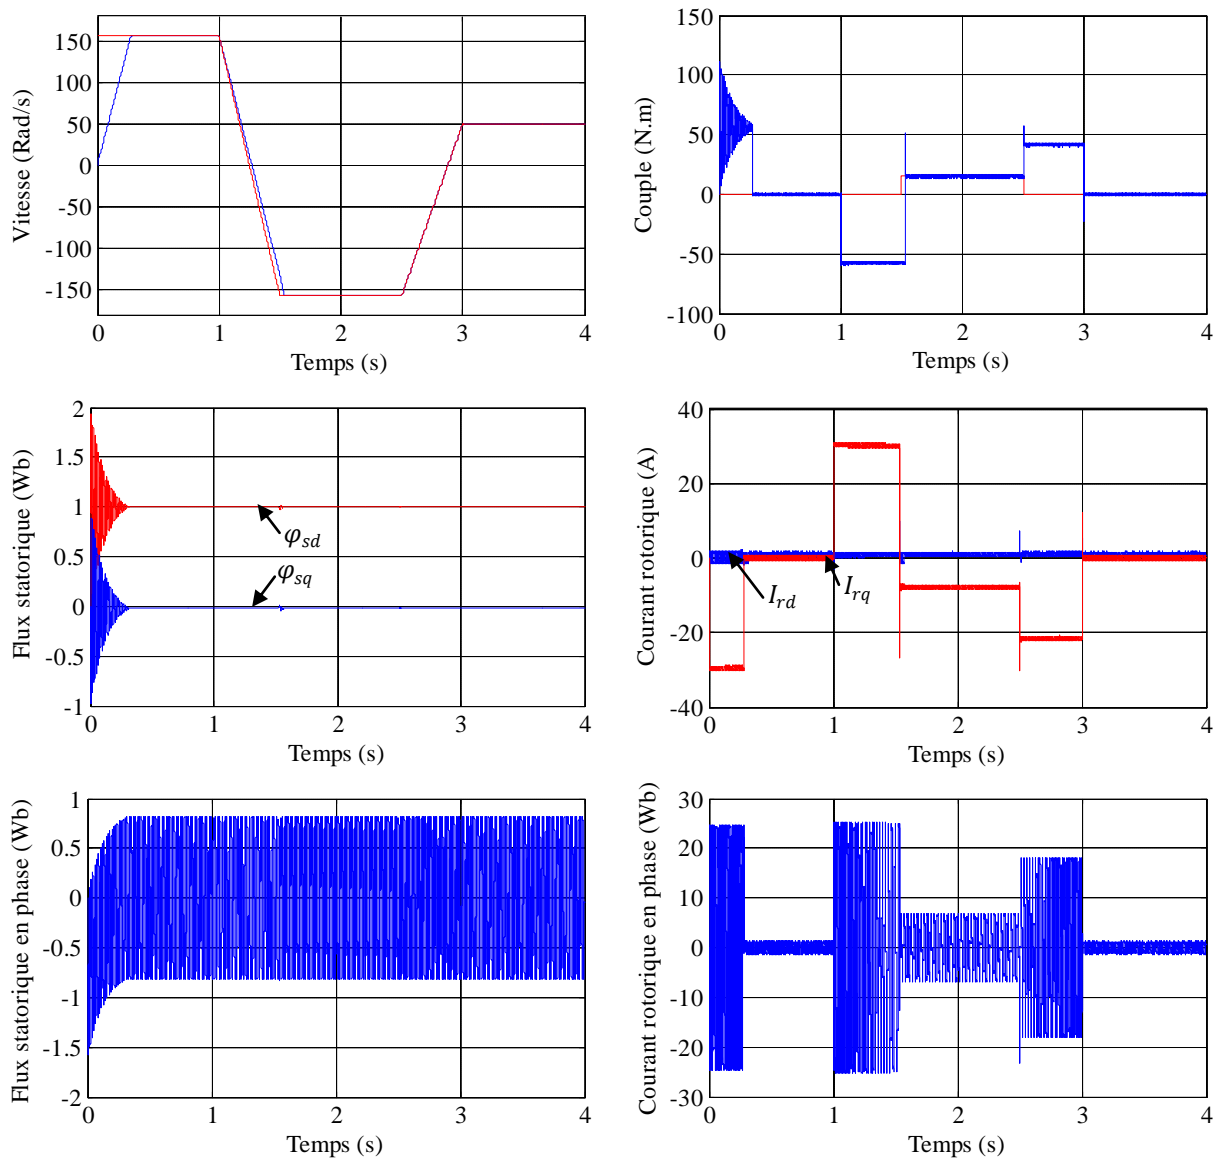 Vitesse (Rad/s)
150
100
50
0
-50
-100
-150
0 1 2 3 4
Temps (s)
Couple (N.m)
150
100
50
0
-50
-100
0 1 2 3 4
Temps (s)
Flux statorique (Wb)
2
1.5
1
0.5
0
-0.5
-1
φsd
φsq
0 1 2 3 4
Temps (s)
Courant rotorique (A)
40
20
0
-20
-40
Ird
Irq
0 1 2 3 4
Temps (s)
Flux statorique en phase (Wb)
1
0.5
0
-0.5
-1
-1.5
-2
0 1 2 3 4
Temps (s)
Courant rotorique en phase (Wb)
30
20
10
0
-10
-20
-30
0 1 2 3 4
Temps (s)